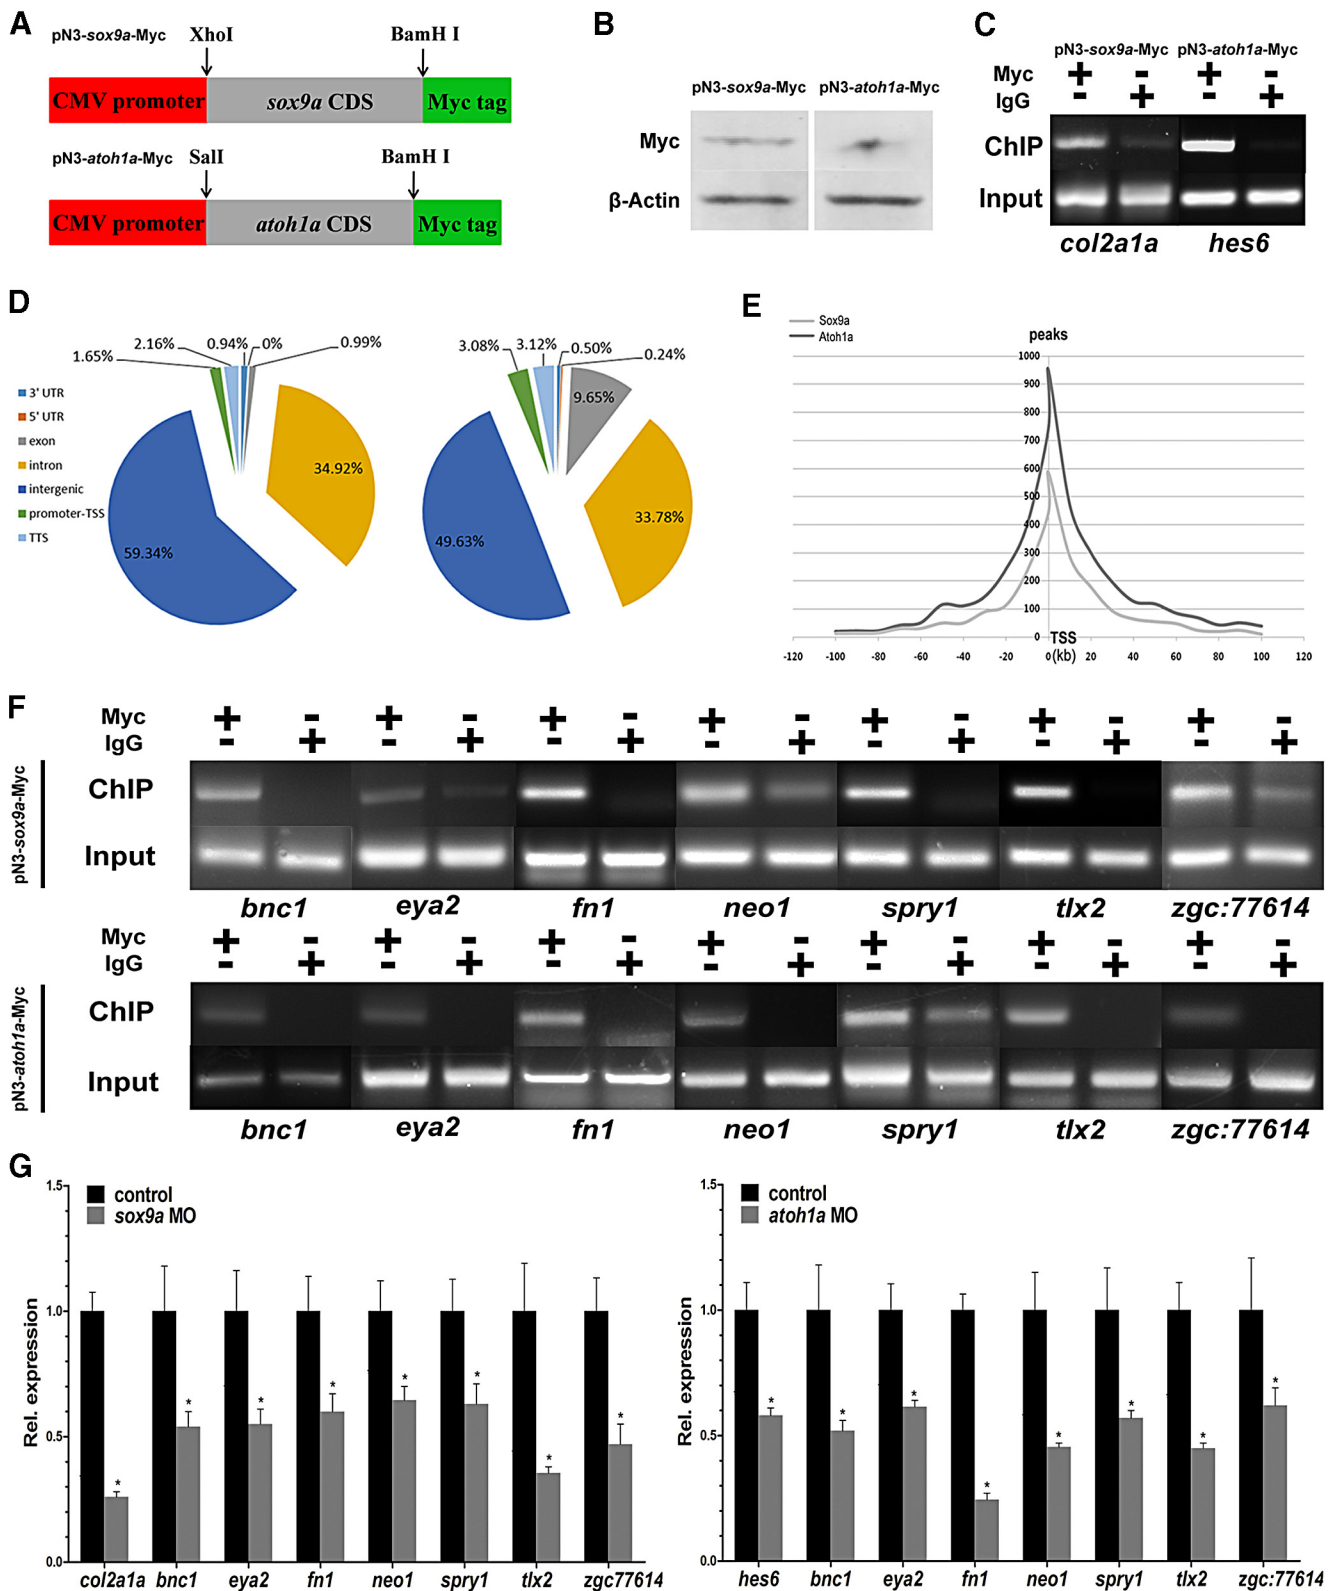 A
pN3-sox9a-Myc XhoI BamH I
CMV promoter sox9a CDS Myc tag
pN3-atoh1a-Myc SalI BamH I
CMV promoter atoh1a CDS Myc tag
B
pN3-sox9a-Myc pN3-atoh1a-Myc
Myc
β-Actin
C
pN3-sox9a-Myc pN3-atoh1a-Myc
Myc + - + -
IgG - + - +
ChIP
Input
col2a1a hes6
D
1.65% 2.16% 0.94% 0% 0.99%
34.92%
59.34%
3.08% 3.12% 0.50% 0.24%
9.65%
33.78%
49.63%
3' UTR
5' UTR
exon
intron
intergenic
promoter-TSS
TTS
E
Sox9a
Atoh1a
peaks
1000
900
800
700
600
500
400
300
200
100
0
TSS
-120 -100 -80 -60 -40 -20 0 20 40 60 80 100 120
(kb)
F
pN3-sox9a-Myc
Myc + - + - + - + - + - + - + -
IgG - + - + - + - + - + - + - +
ChIP
Input
bnc1 eya2 fn1 neo1 spry1 tlx2 zgc:77614
pN3-atoh1a-Myc
Myc + - + - + - + - + - + - + -
IgG - + - + - + - + - + - + - +
ChIP
Input
bnc1 eya2 fn1 neo1 spry1 tlx2 zgc:77614
G
Rel. expression
1.5
1.0
0.5
0.0
control
sox9a MO
* * * * * * * *
col2a1a bnc1 eya2 fn1 neo1 spry1 tlx2 zgc77614
Rel. expression
1.5
1.0
0.5
0.0
control
atoh1a MO
* * * * * * * *
hes6 bnc1 eya2 fn1 neo1 spry1 tlx2 zgc:77614